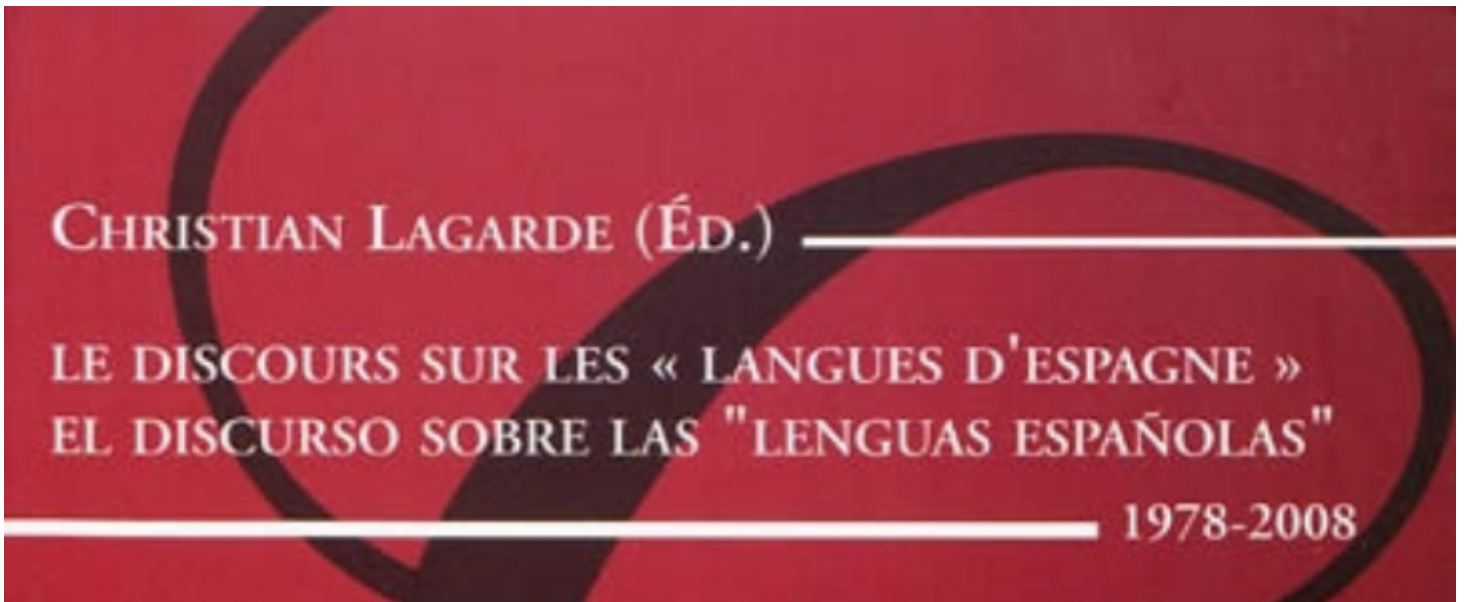 CHRISTIAN LAGARDE (ÉD.)
LE DISCOURS SUR LES « LANGUES D'ESPAGNE »
EL DISCURSO SOBRE LAS "LENGUAS ESPAÑOLAS"
1978-2008